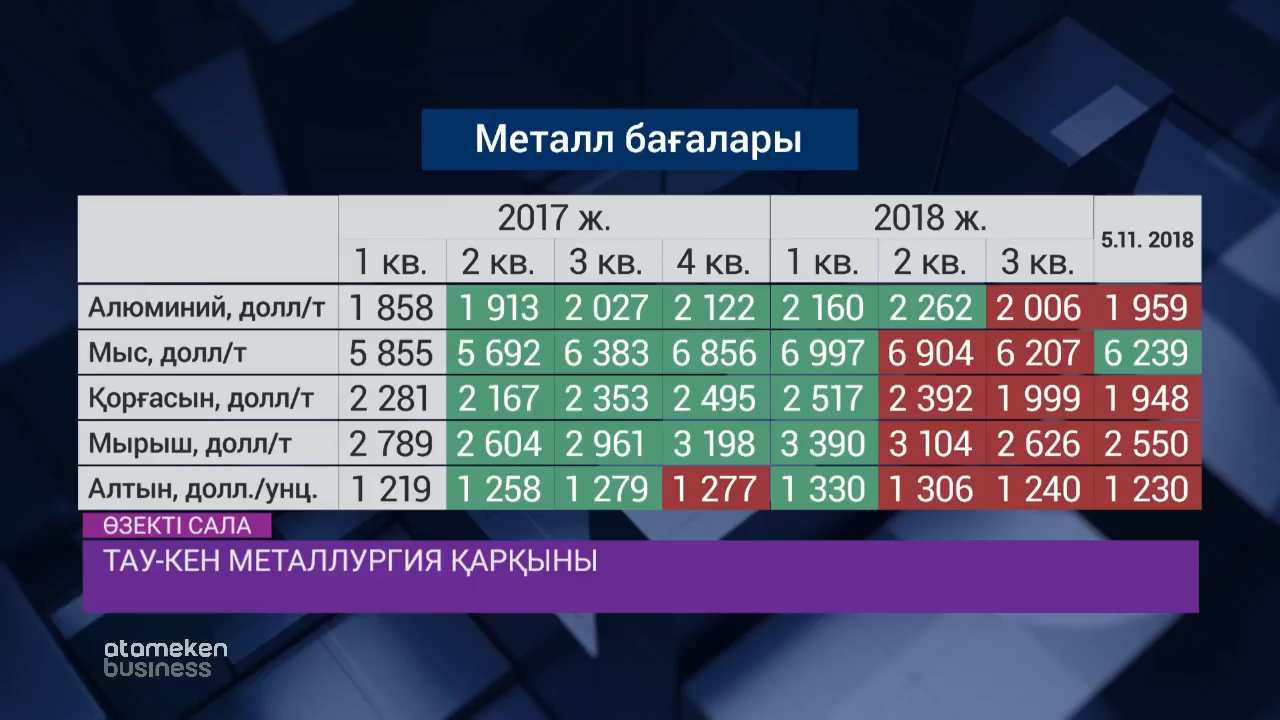 Металл бағалары
2017 ж. 2018 ж. 5.11. 2018
1 кв. 2 кв. 3 кв. 4 кв. 1 кв. 2 кв. 3 кв.
Алюминий, долл/т 1 858 1 913 2 027 2 122 2 160 2 262 2 006 1 959
Мыс, долл/т 5 855 5 692 6 383 6 856 6 997 6 904 6 207 6 239
Қорғасын, долл/т 2 281 2 167 2 353 2 495 2 517 2 392 1 999 1 948
Мырыш, долл/т 2 789 2 604 2 961 3 198 3 390 3 104 2 626 2 550
Алтын, долл./унц. 1 219 1 258 1 279 1 277 1 330 1 306 1 240 1 230
ӨЗЕКТІ САЛА
ТАУ-КЕН МЕТАЛЛУРГИЯ ҚАРҚЫНЫ
atameken
business